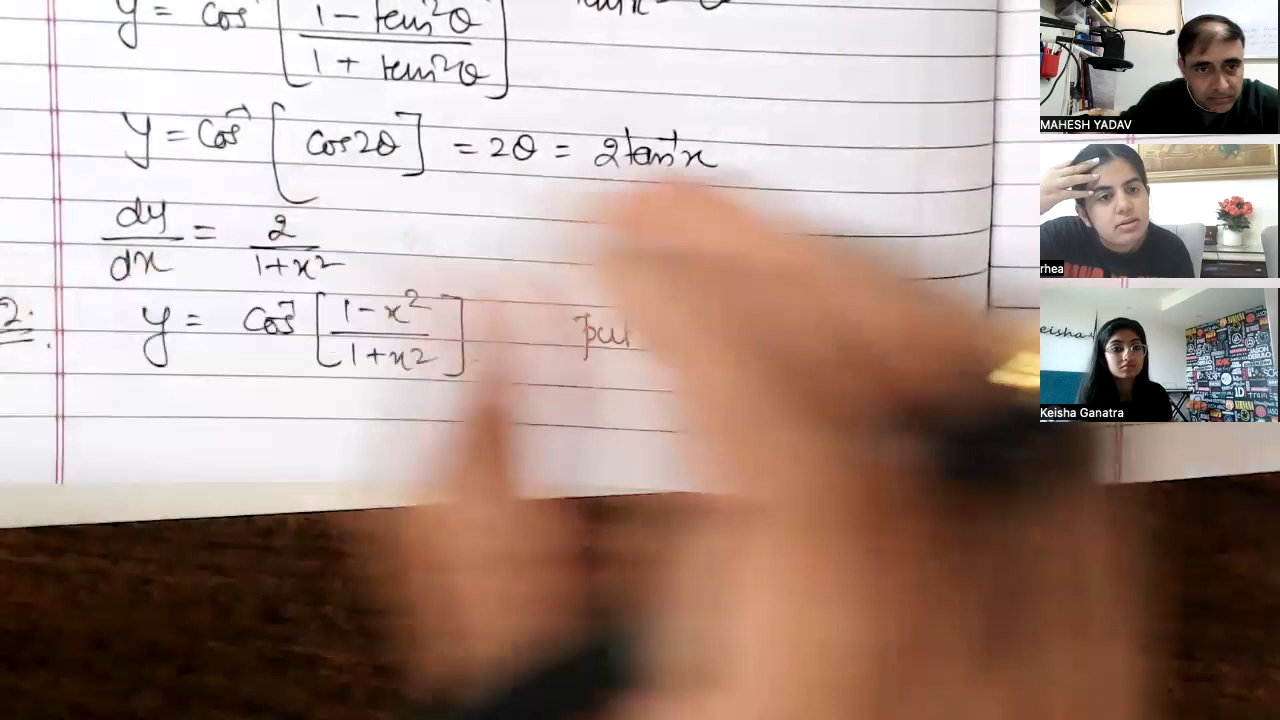 y = cos⁻¹ [ (1 − tan²θ) / (1 + tan²θ) ]
y = cos⁻¹ [ cos2θ ] = 2θ = 2tan⁻¹x
dy/dx = 2 / (1+x²)
2. y = cos⁻¹ [ (1−x²) / (1+x²) ] put
MAHESH YADAV
rhea
Keisha Ganatra